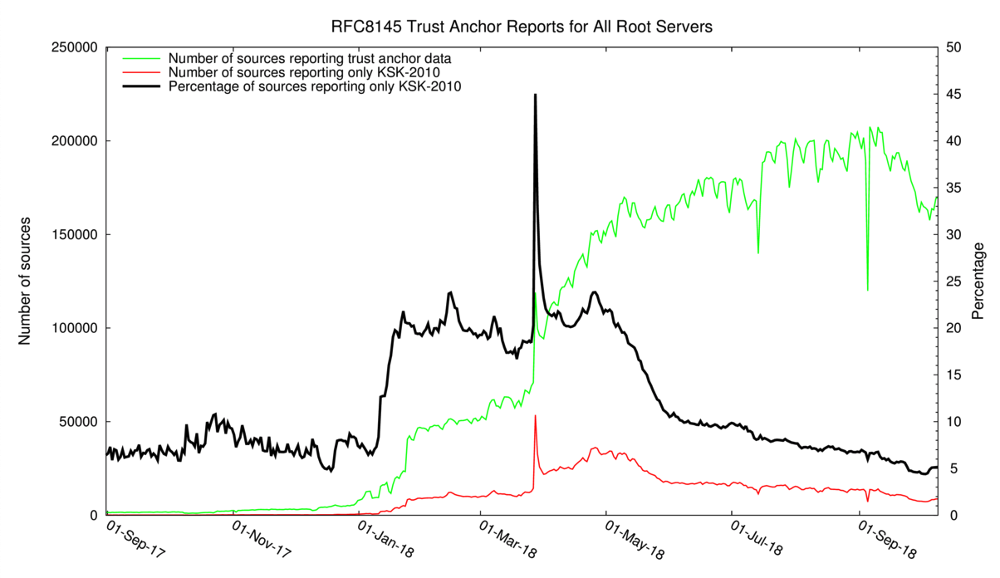 RFC8145 Trust Anchor Reports for All Root Servers
Number of sources reporting trust anchor data
Number of sources reporting only KSK-2010
Percentage of sources reporting only KSK-2010
250000
200000
150000
100000
50000
0
Number of sources
50
45
40
35
30
25
20
15
10
5
0
Percentage
01-Sep-17
01-Nov-17
01-Jan-18
01-Mar-18
01-May-18
01-Jul-18
01-Sep-18